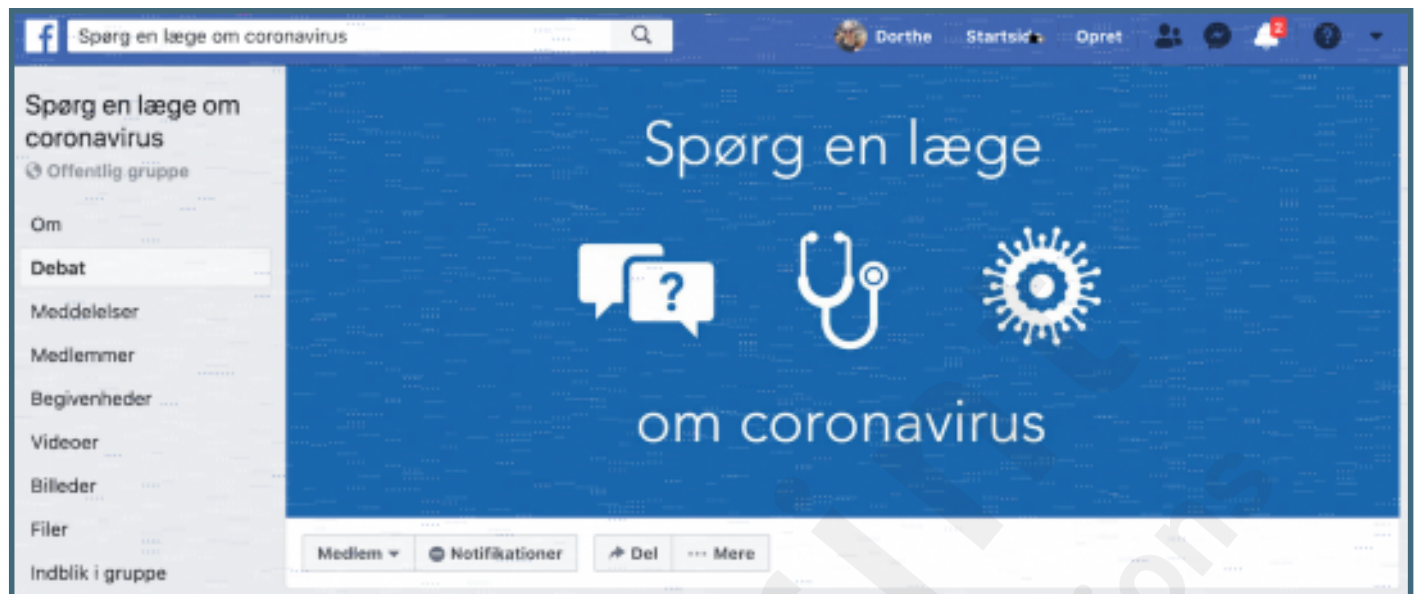 f
Spørg en læge om coronavirus
Dorthe Startside Opret 2 ?
Spørg en læge om
coronavirus
Offentlig gruppe
Om
Debat
Meddelelser
Medlemmer
Begivenheder
Videoer
Billeder
Filer
Indblik i gruppe
Spørg en læge
?
om coronavirus
Medlem Notifikationer Del ··· Mere